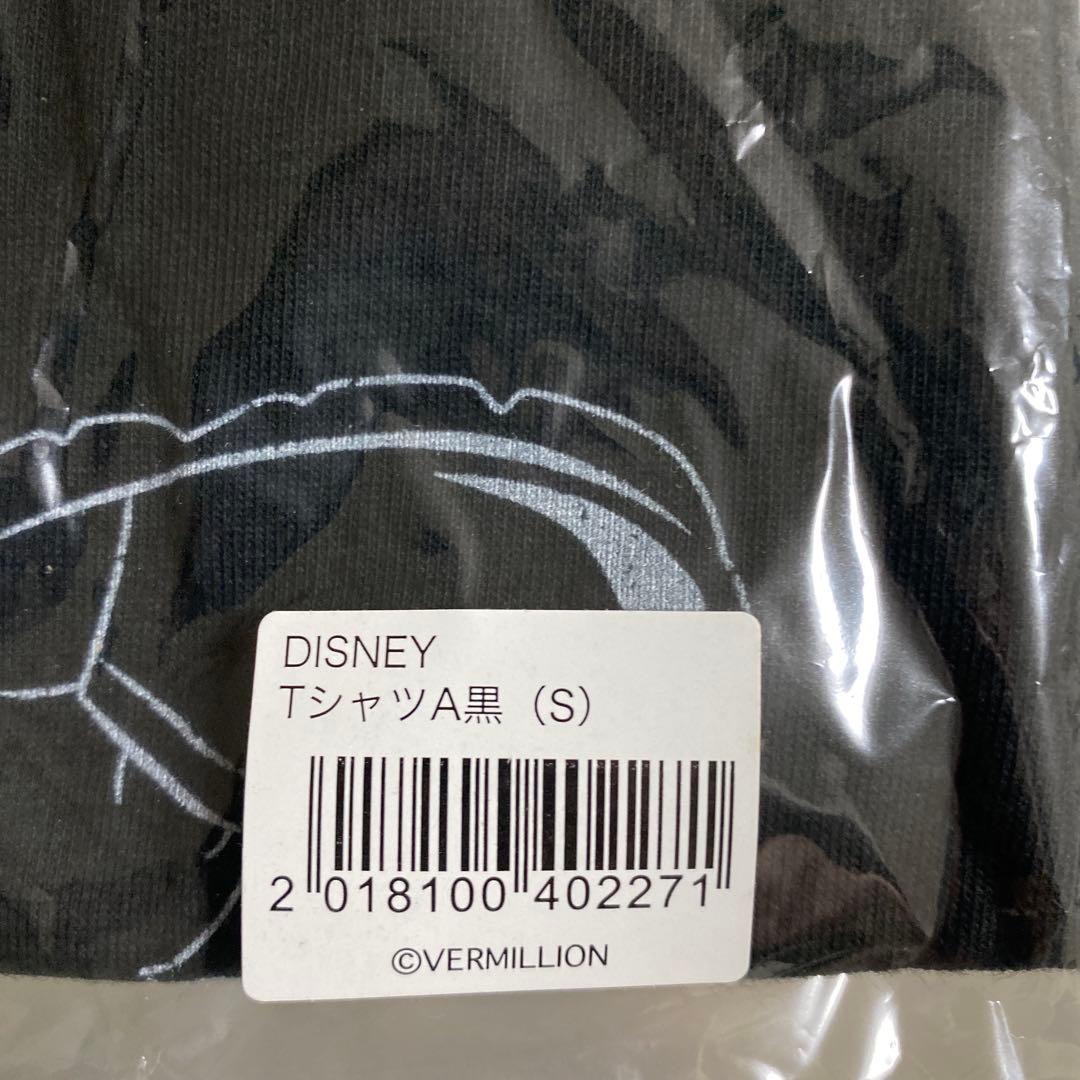 DISNEY
TシャツA黒（S）
2 018100 402271
©VERMILLION